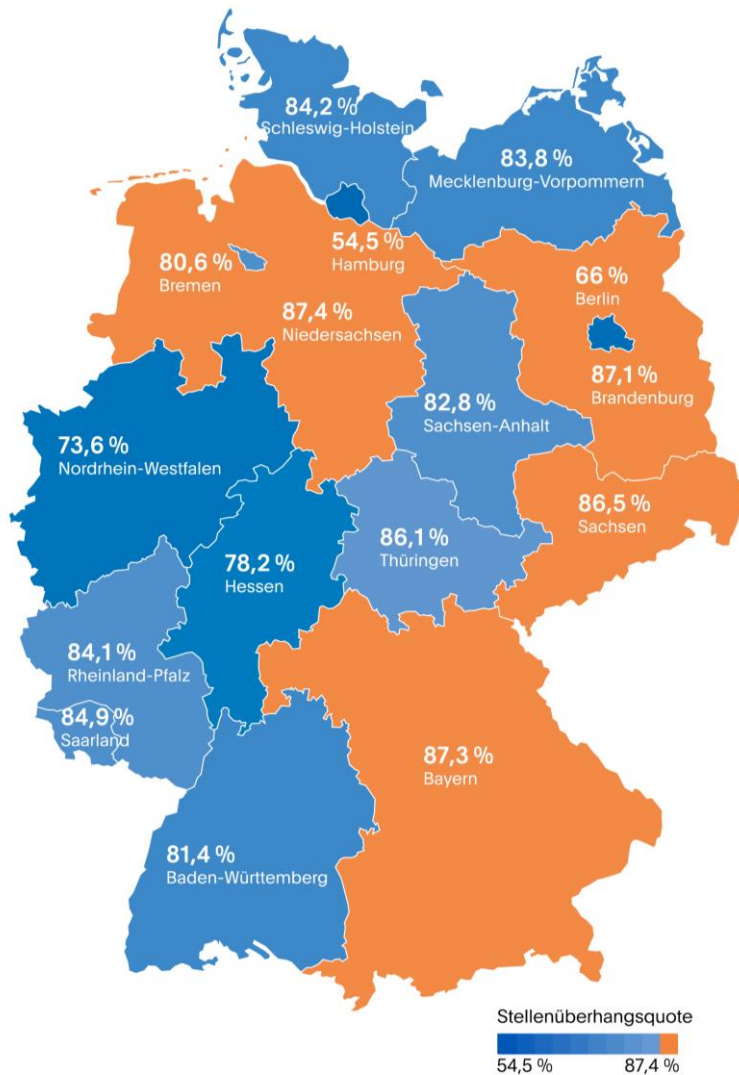 84,2 %
Schleswig-Holstein
83,8 %
Mecklenburg-Vorpommern
54,5 %
Hamburg
80,6 %
Bremen
66 %
Berlin
87,4 %
Niedersachsen
87,1 %
Brandenburg
82,8 %
Sachsen-Anhalt
73,6 %
Nordrhein-Westfalen
86,5 %
Sachsen
86,1 %
Thüringen
78,2 %
Hessen
84,1 %
Rheinland-Pfalz
84,9 %
Saarland
87,3 %
Bayern
81,4 %
Baden-Württemberg
Stellenüberhangsquote
54,5 % 87,4 %